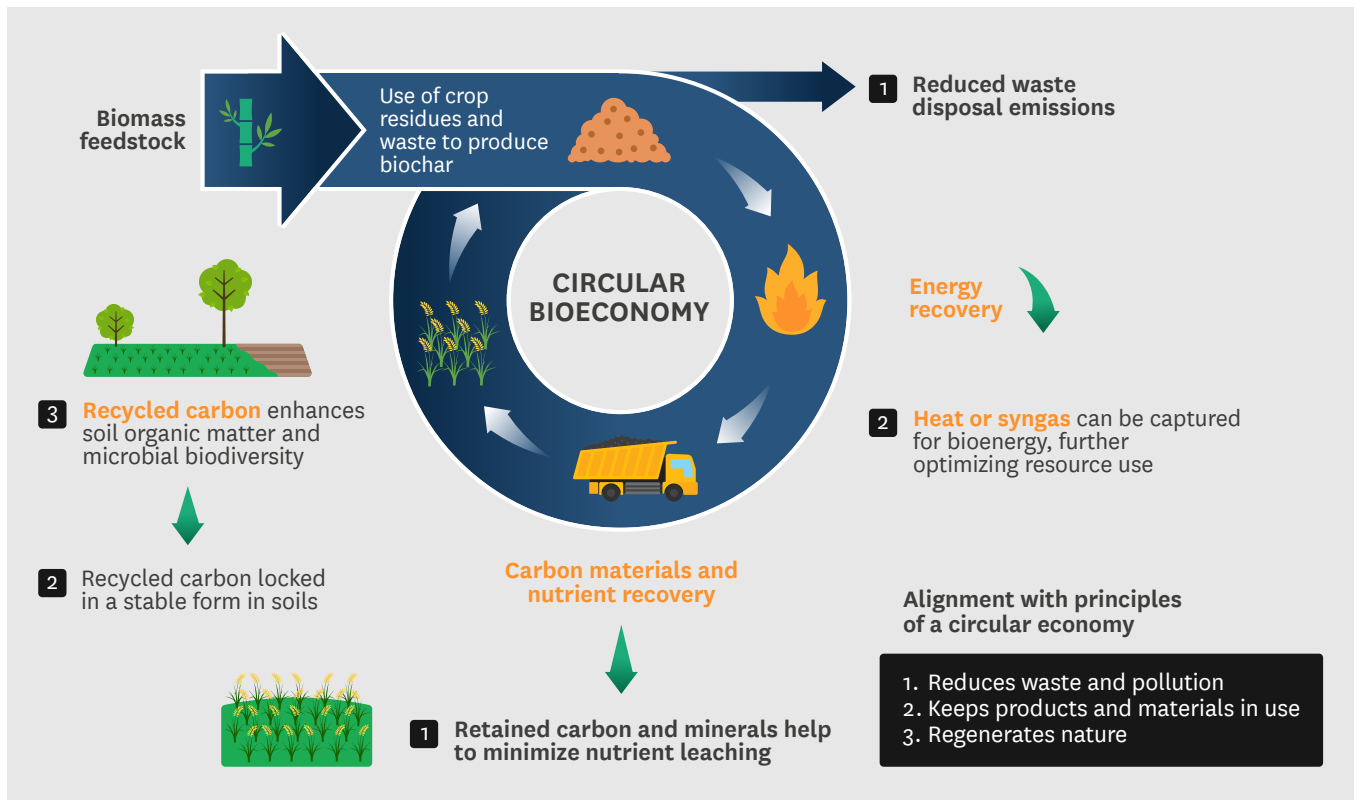 Biomass
feedstock
Use of crop
residues and
waste to produce
biochar
1
Reduced waste
disposal emissions
CIRCULAR
BIOECONOMY
Energy
recovery
3
Recycled carbon enhances
soil organic matter and
microbial biodiversity
2
Heat or syngas can be captured
for bioenergy, further
optimizing resource use
2
Recycled carbon locked
in a stable form in soils
Carbon materials and
nutrient recovery
1
Retained carbon and minerals help
to minimize nutrient leaching
Alignment with principles
of a circular economy
1. Reduces waste and pollution
2. Keeps products and materials in use
3. Regenerates nature